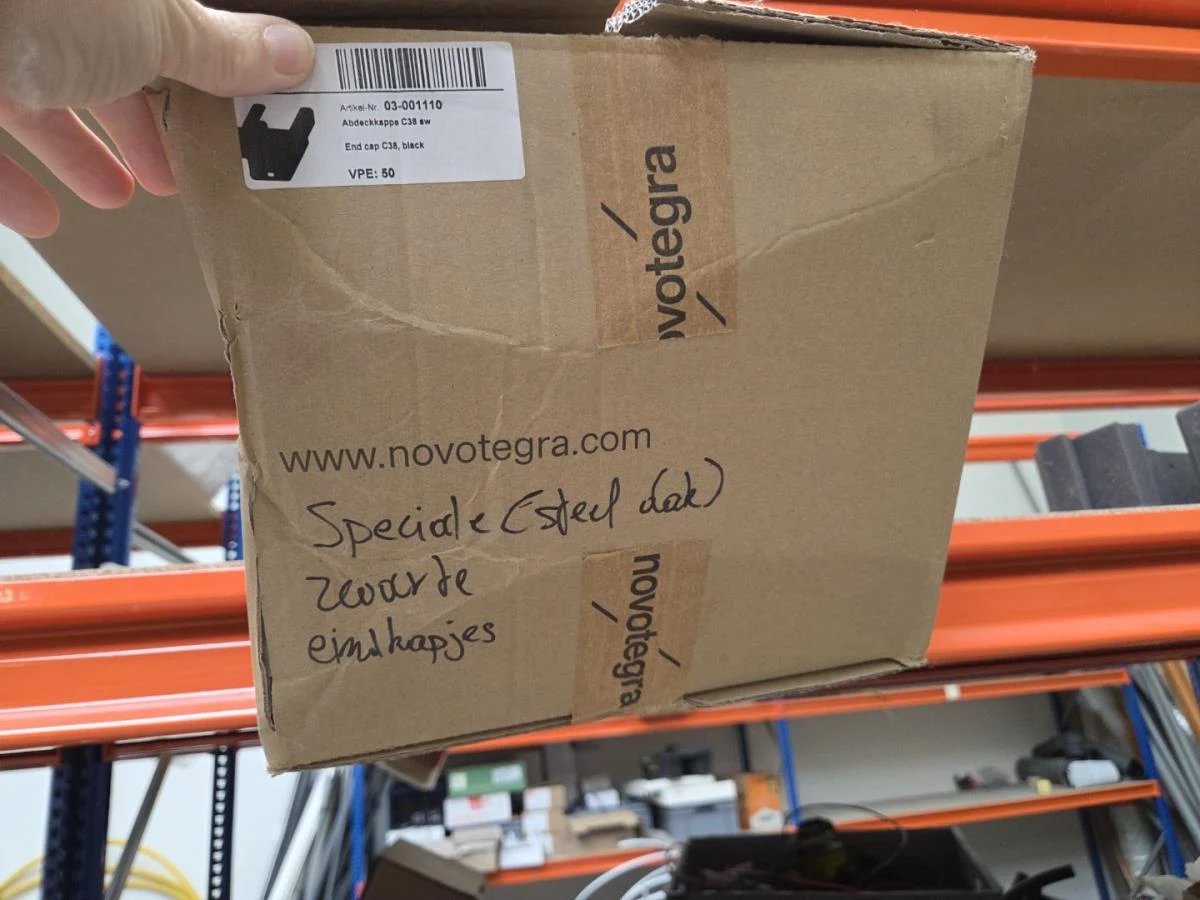 Artikel-Nr. 03-001110
Abdeckkappe C38 sw
End cap C38, black
VPE: 50
novotegra
www.novotegra.com
Speciale (steel dak)
zwarte
eindkapjes
novotegra